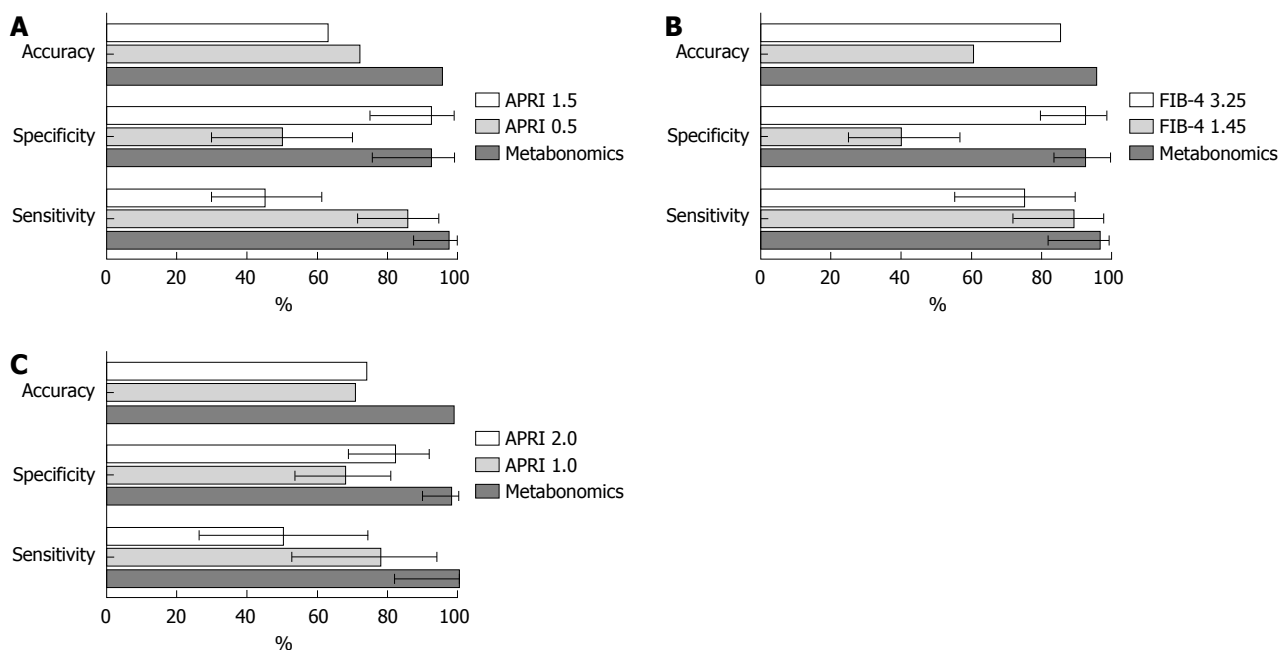 A
Accuracy
Specificity
Sensitivity
APRI 1.5
APRI 0.5
Metabonomics
0 20 40 60 80 100
%
B
Accuracy
Specificity
Sensitivity
FIB-4 3.25
FIB-4 1.45
Metabonomics
0 20 40 60 80 100
%
C
Accuracy
Specificity
Sensitivity
APRI 2.0
APRI 1.0
Metabonomics
0 20 40 60 80 100
%